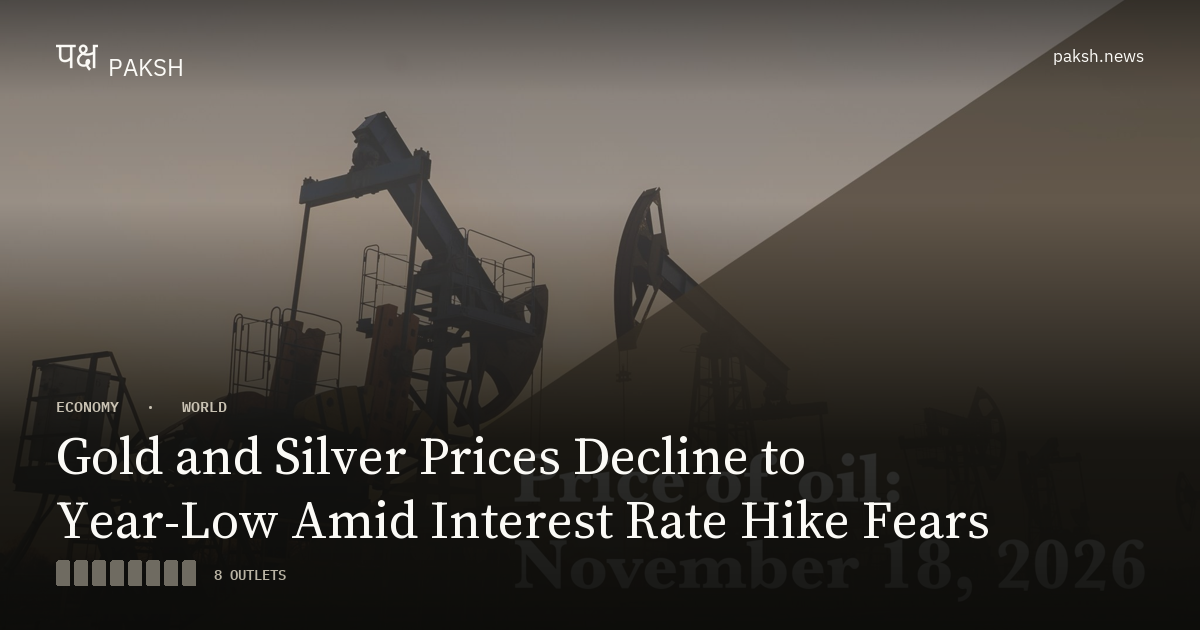 पक्ष PAKSH
paksh.news
ECONOMY · WORLD
Gold and Silver Prices Decline to
Year-Low Amid Interest Rate Hike Fears
Price of oil:
November 18, 2026
8 OUTLETS